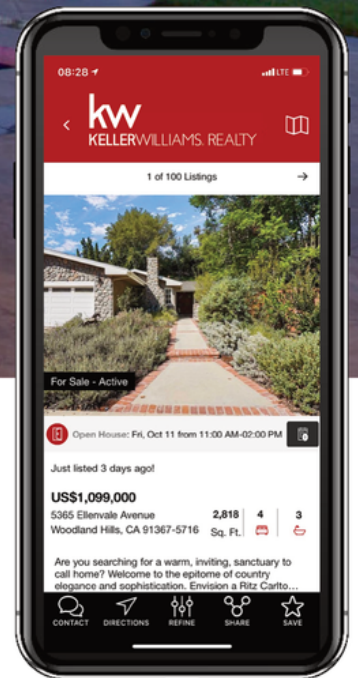 08:28
LTE
kw
KELLERWILLIAMS. REALTY
1 of 100 Listings
For Sale - Active
Open House: Fri, Oct 11 from 11:00 AM-02:00 PM
Just listed 3 days ago!
US$1,099,000
5365 Ellenvale Avenue
Woodland Hills, CA 91367-5716
2,818 4 3
Sq. Ft.
Are you searching for a warm, inviting, sanctuary to
call home? Welcome to the epitome of country
elegance and sophistication. Envision a Ritz Carlto...
CONTACT DIRECTIONS REFINE SHARE SAVE